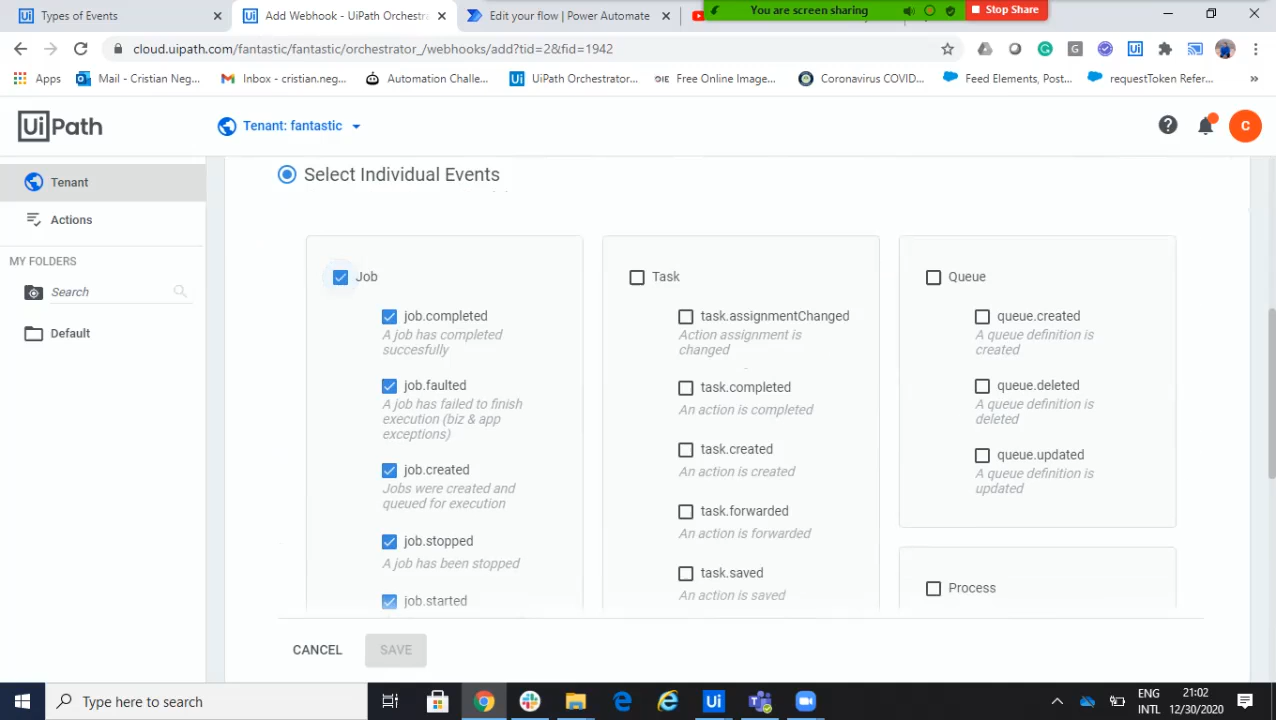 You are screen sharing
Stop Share
Types of Events
Add Webhook - UiPath Orchestra
Edit your flow | Power Automate
cloud.uipath.com/fantastic/fantastic/orchestrator_/webhooks/add?tid=2&fid=1942
Apps
Mail - Cristian Neg...
Inbox - cristian.neg...
Automation Challe...
UiPath Orchestrator...
Free Online Image...
Coronavirus COVID...
Feed Elements, Post...
requestToken Refer...
»
UiPath
Tenant: fantastic
C
Tenant
Actions
MY FOLDERS
Search
Default
Select Individual Events
Job
job.completed
A job has completed
succesfully
job.faulted
A job has failed to finish
execution (biz & app
exceptions)
job.created
Jobs were created and
queued for execution
job.stopped
A job has been stopped
job.started
Task
task.assignmentChanged
Action assignment is
changed
task.completed
An action is completed
task.created
An action is created
task.forwarded
An action is forwarded
task.saved
An action is saved
Queue
queue.created
A queue definition is
created
queue.deleted
A queue definition is
deleted
queue.updated
A queue definition is
updated
Process
CANCEL
SAVE
Type here to search
ENG
INTL
21:02
12/30/2020